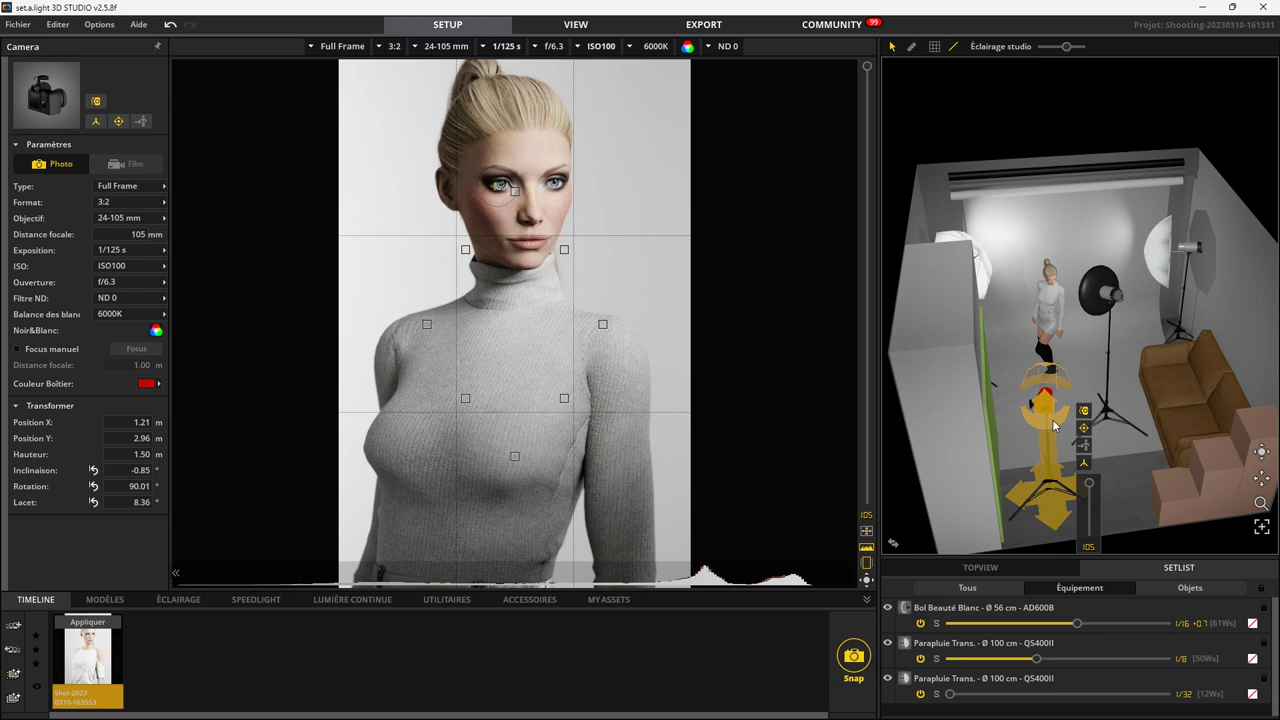 set.a.light 3D STUDIO v2.5.8f
Fichier Editer Options Aide SETUP VIEW EXPORT COMMUNITY 99 Projet: Shooting-20230310-161331
Camera Full Frame 3:2 24-105 mm 1/125 s f/6.3 ISO100 6000K ND 0 Éclairage studio
Paramètres
Photo Film
Type: Full Frame
Format: 3:2
Objectif: 24-105 mm
Distance focale: 105 mm
Exposition: 1/125 s
ISO: ISO100
Ouverture: f/6.3
Filtre ND: ND 0
Balance des blanc 6000K
Noir&Blanc:
Focus manuel Focus
Distance focale: 1.00 m
Couleur Boîtier:
Transformer
Position X: 1.21 m
Position Y: 2.96 m
Hauteur: 1.50 m
Inclinaison: -0.85 °
Rotation: 90.01 °
Lacet: 8.36 °
105
105
TOPVIEW SETLIST
Tous Équipement Objets
TIMELINE MODÈLES ÉCLAIRAGE SPEEDLIGHT LUMIÈRE CONTINUE UTILITAIRES ACCESSOIRES MY ASSETS
Bol Beauté Blanc - Ø 56 cm - AD600B
S 1/16 +0.7 [61Ws]
Parapluie Trans. - Ø 100 cm - QS400II
S 1/8 [50Ws]
Parapluie Trans. - Ø 100 cm - QS400II
S 1/32 [12Ws]
Appliquer
Shot-2023
0310-163553
Snap